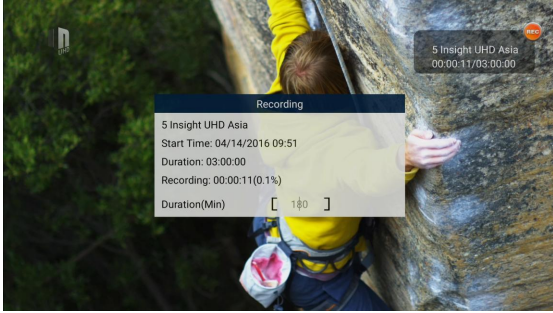 UHD
REC
5 Insight UHD Asia
00:00:11/03:00:00
Recording
5 Insight UHD Asia
Start Time: 04/14/2016 09:51
Duration: 03:00:00
Recording: 00:00:11(0.1%)
Duration(Min) [ 180 ]